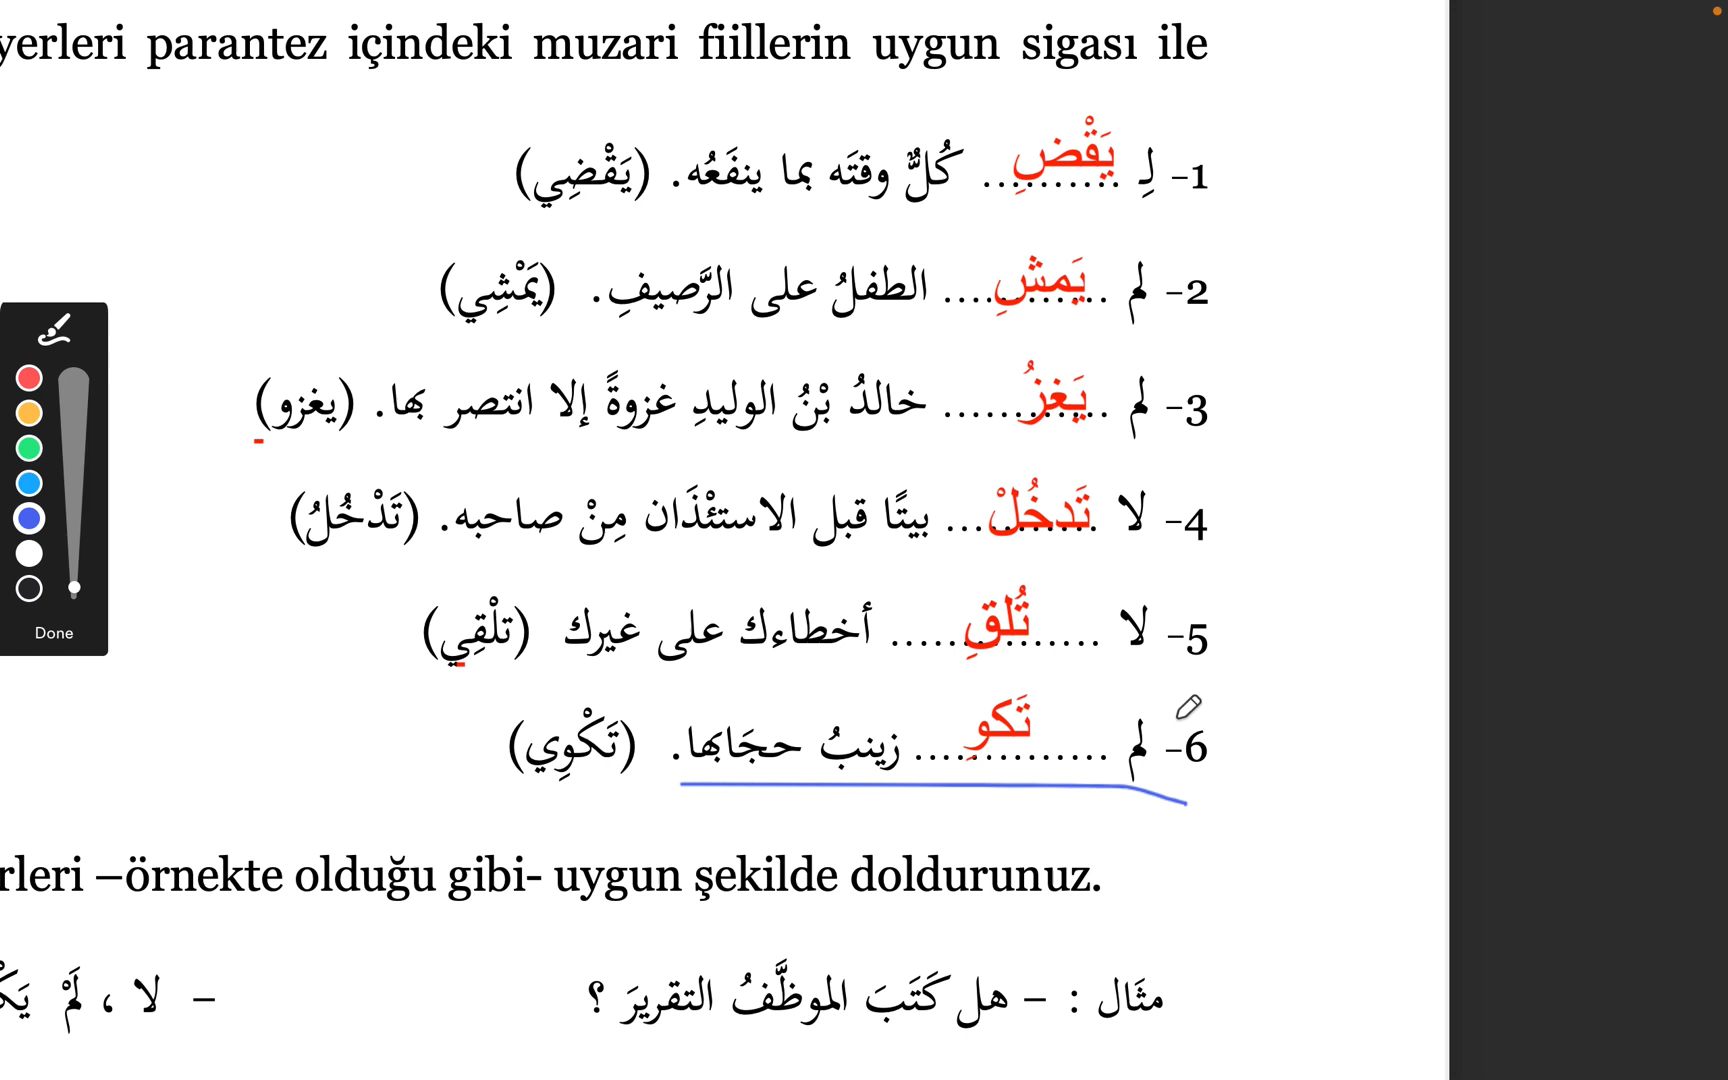 yerleri parantez içindeki muzari fiillerin uygun sigası ile
1- لِ يَقْضِ .......... كُلٌّ وقتَه بما ينفَعُه. (يَقْضِي)
2- لم يَمشِ ............ الطفلُ على الرَّصيفِ. (يَمْشِي)
3- لم يَغزُ ............ خالدُ بْنُ الوليدِ غزوةً إلا انتصر بها. (يغزو)
4- لا تَدخُلْ ........... بيتًا قبل الاستئْذَان مِنْ صاحبه. (تَدْخُلُ)
5- لا تُلقِ ............... أخطاءك على غيرك (تلْقِي)
6- لم تَكوِ .............. زينبُ حجَابها. (تَكْوِي)
rleri –örnekte olduğu gibi- uygun şekilde doldurunuz.
مثَال : – هل كَتَبَ الموظَّفُ التقريرَ ؟ – لا ، لَمْ يَكْ
Done